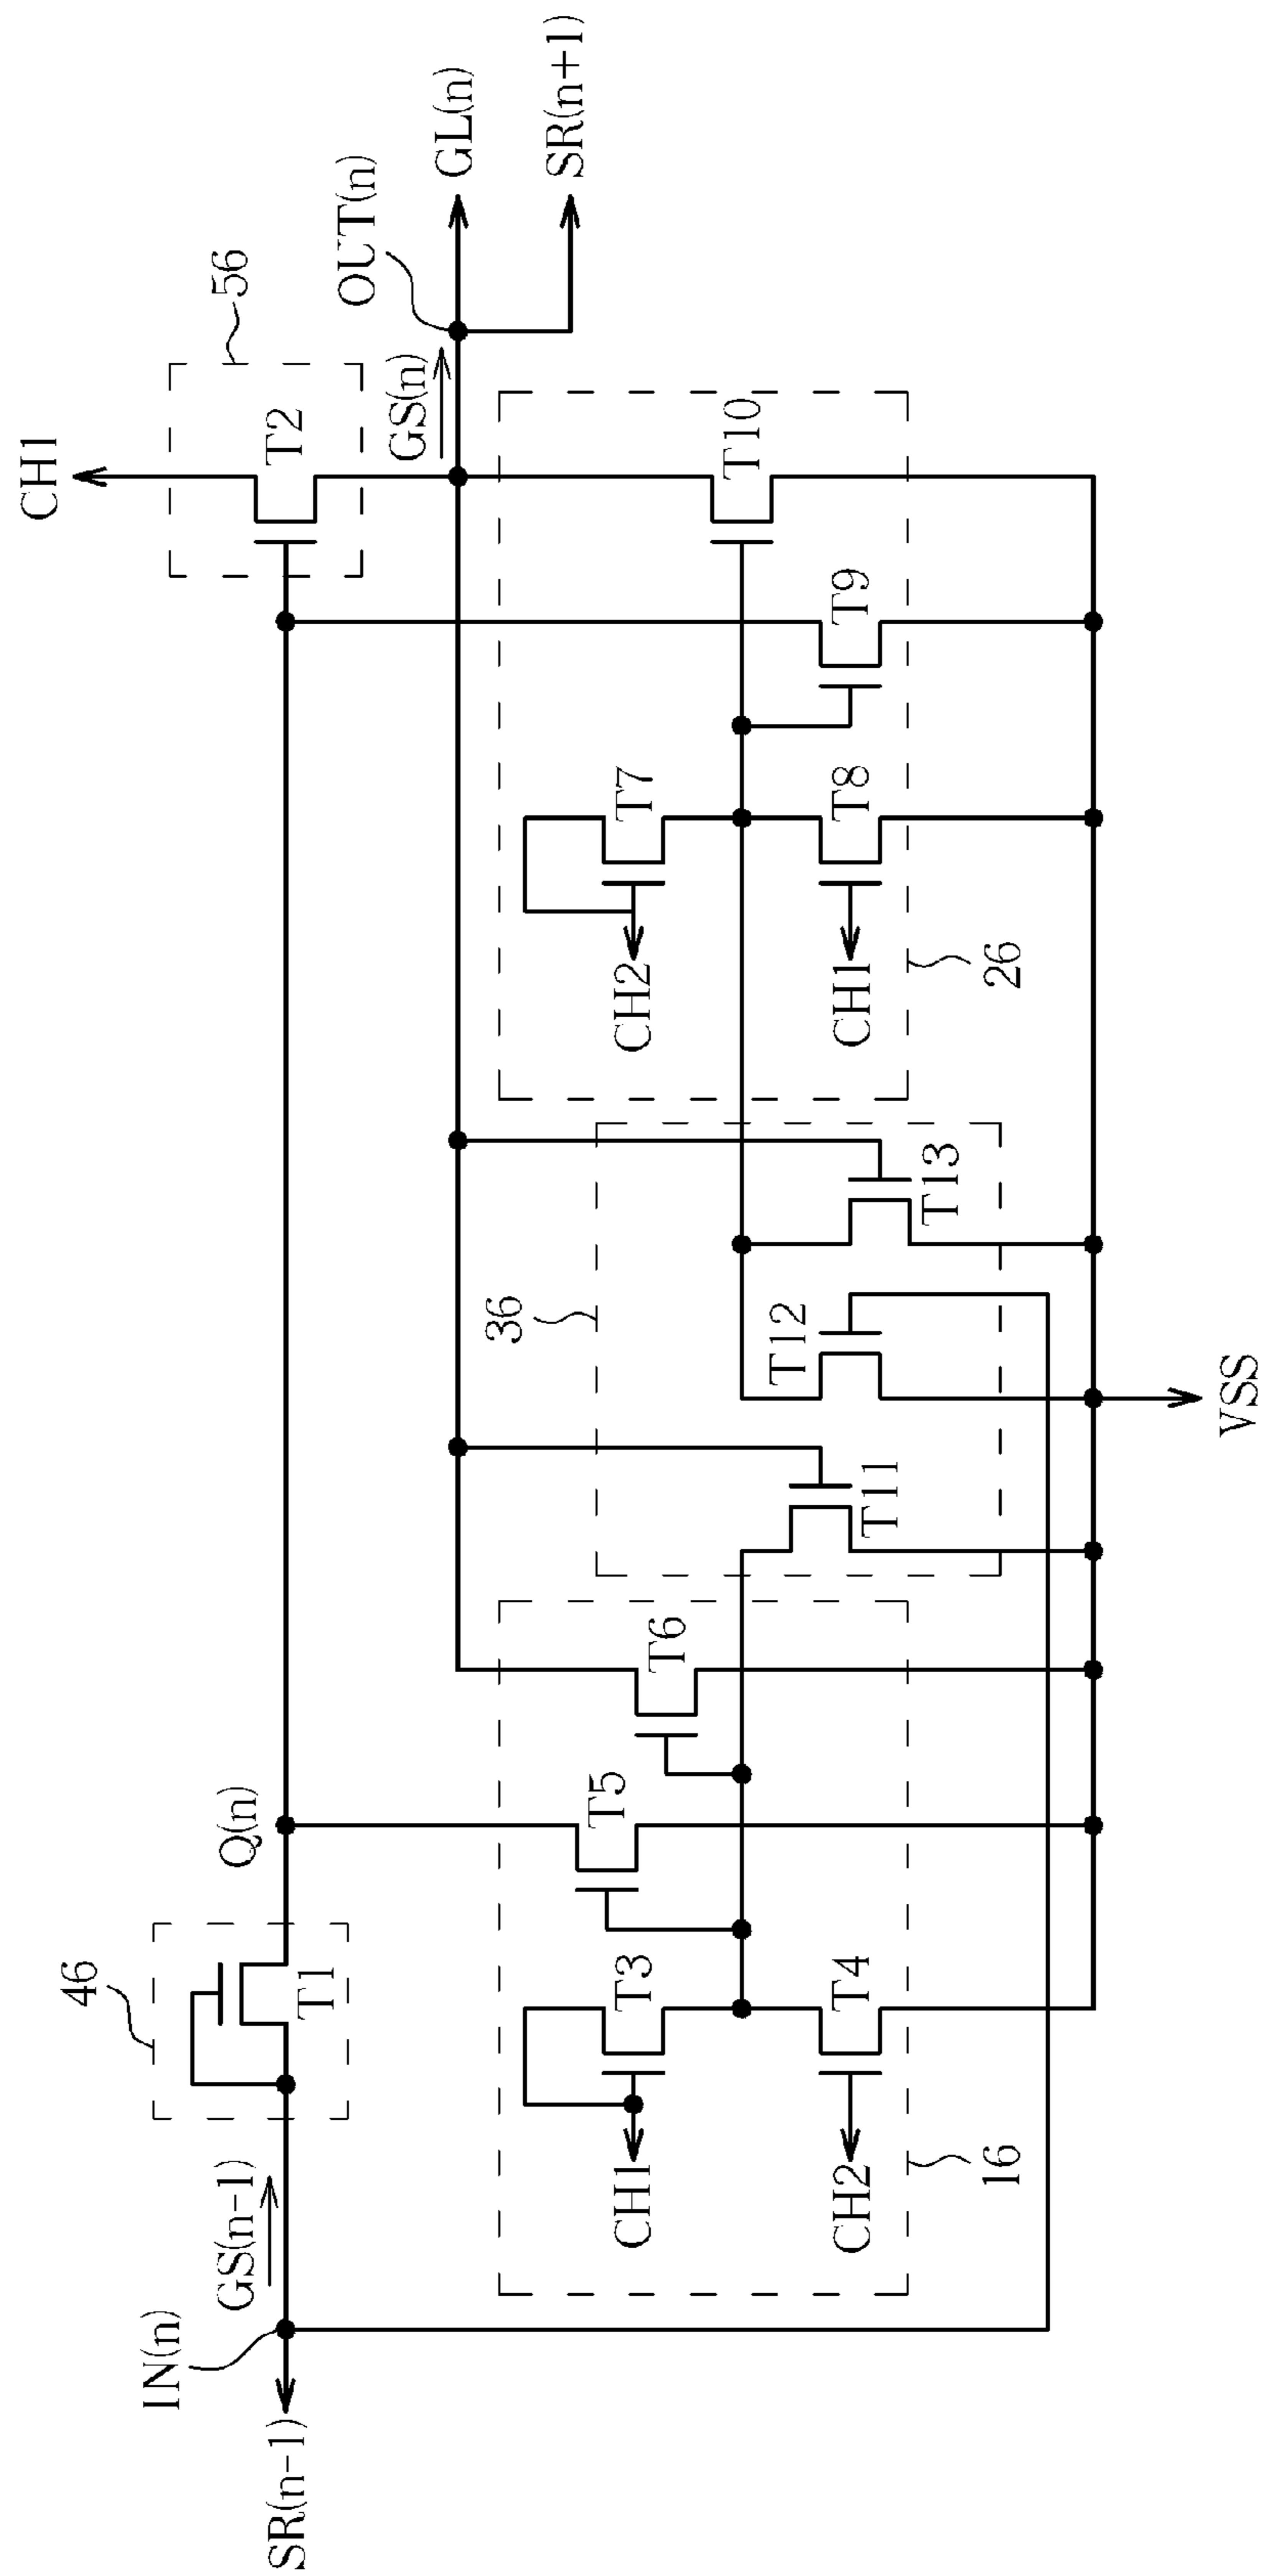 CH1
56
T2
GL(n)
OUT(n)
SR(n+1)
GS(n)
T10
T9
T7
T8
CH2
CH1
26
T13
36
T12
VSS
T11
T6
Q(n)
T5
46
T1
T3
T4
CH1
CH2
16
GS(n-1)
IN(n)
SR(n-1)